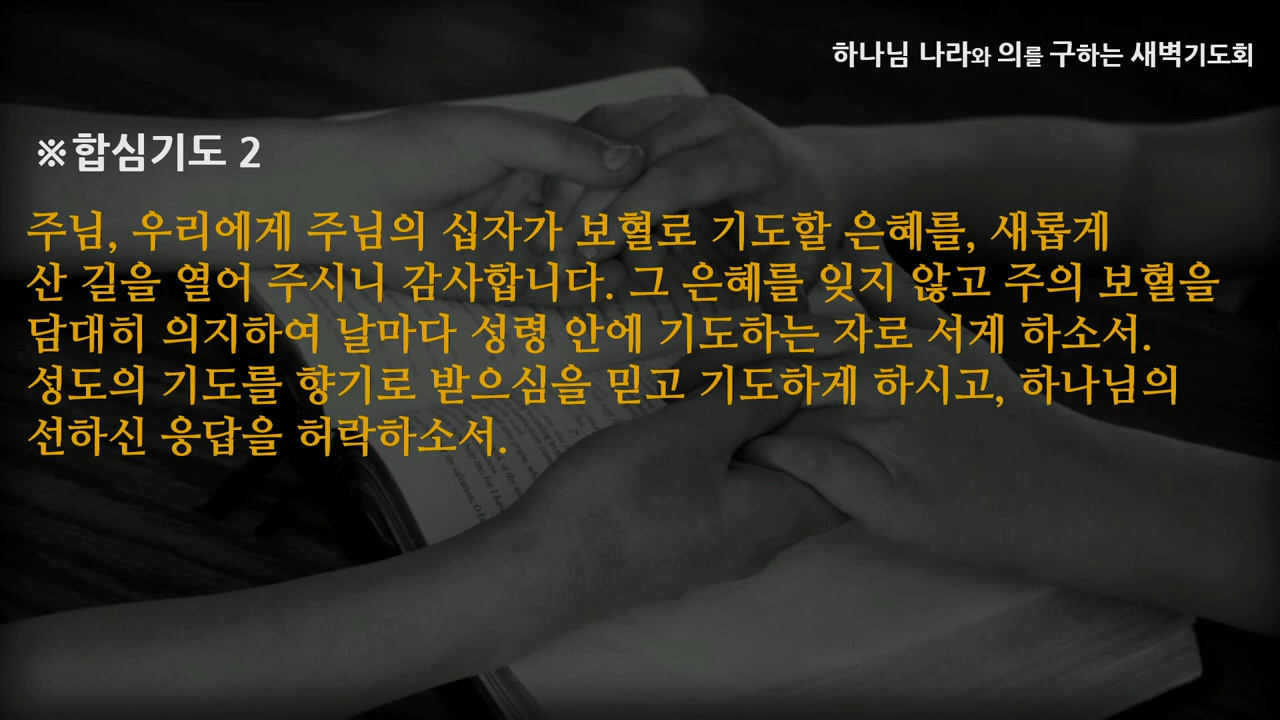 하나님 나라와 의를 구하는 새벽기도회
※합심기도 2
주님, 우리에게 주님의 십자가 보혈로 기도할 은혜를, 새롭게
산 길을 열어 주시니 감사합니다. 그 은혜를 잊지 않고 주의 보혈을
담대히 의지하여 날마다 성령 안에 기도하는 자로 서게 하소서.
성도의 기도를 향기로 받으심을 믿고 기도하게 하시고, 하나님의
선하신 응답을 허락하소서.